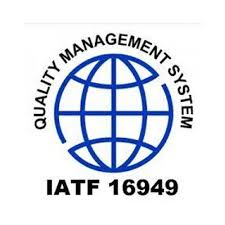 QUALITY MANAGEMENT SYSTEM
IATF 16949